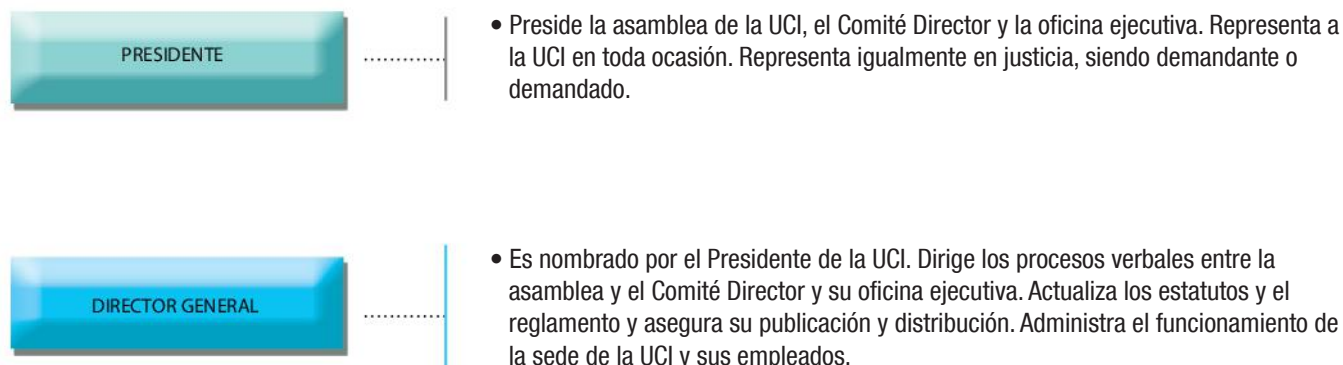 PRESIDENTE
• Preside la asamblea de la UCI, el Comité Director y la oficina ejecutiva. Representa a
la UCI en toda ocasión. Representa igualmente en justicia, siendo demandante o
demandado.
DIRECTOR GENERAL
• Es nombrado por el Presidente de la UCI. Dirige los procesos verbales entre la
asamblea y el Comité Director y su oficina ejecutiva. Actualiza los estatutos y el
reglamento y asegura su publicación y distribución. Administra el funcionamiento de
la sede de la UCI y sus empleados.